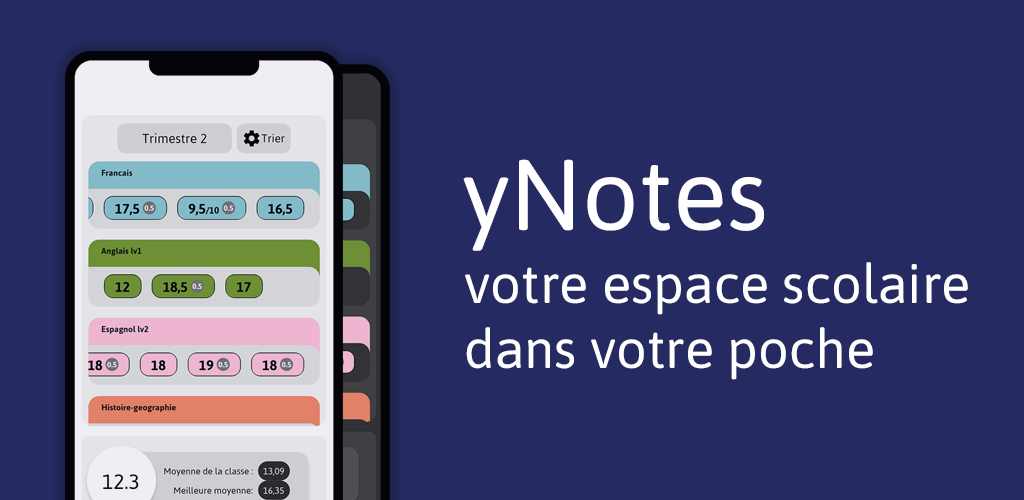 Trimestre 2
Trier
Francais
17,5 0.5
9,5/10 0.5
16,5
Anglais lv1
12
18,5 0.5
17
Espagnol lv2
18 0.5
18
19 0.5
18 0.5
Histoire-geographie
12.3
Moyenne de la classe : 13,09
Meilleure moyenne: 16,35
yNotes
votre espace scolaire
dans votre poche